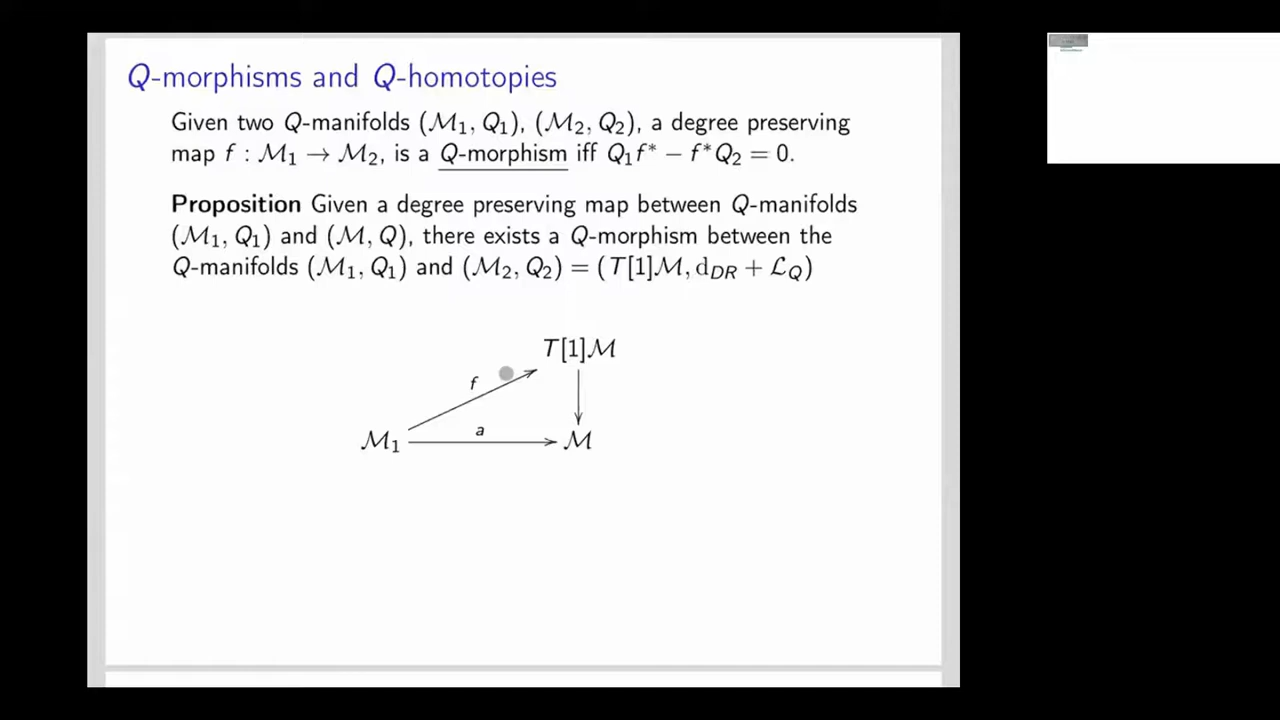 Q-morphisms and Q-homotopies
Given two Q-manifolds (ℳ₁, Q₁), (ℳ₂, Q₂), a degree preserving
map f : ℳ₁ → ℳ₂, is a Q-morphism iff Q₁f* − f*Q₂ = 0.
Proposition Given a degree preserving map between Q-manifolds
(ℳ₁, Q₁) and (ℳ, Q), there exists a Q-morphism between the
Q-manifolds (ℳ₁, Q₁) and (ℳ₂, Q₂) = (T[1]ℳ, d_DR + ℒ_Q)
T[1]ℳ
f
a
ℳ₁
ℳ